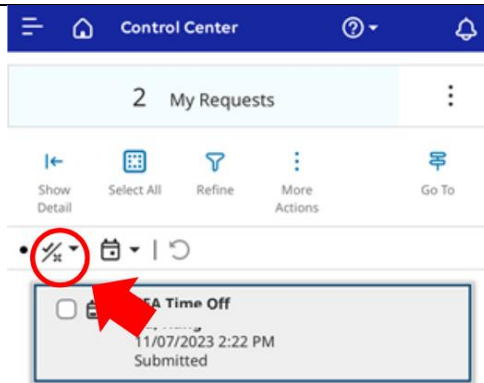 Control Center
2 My Requests
Show Detail
Select All
Refine
More Actions
Go To
Time Off
11/07/2023 2:22 PM
Submitted